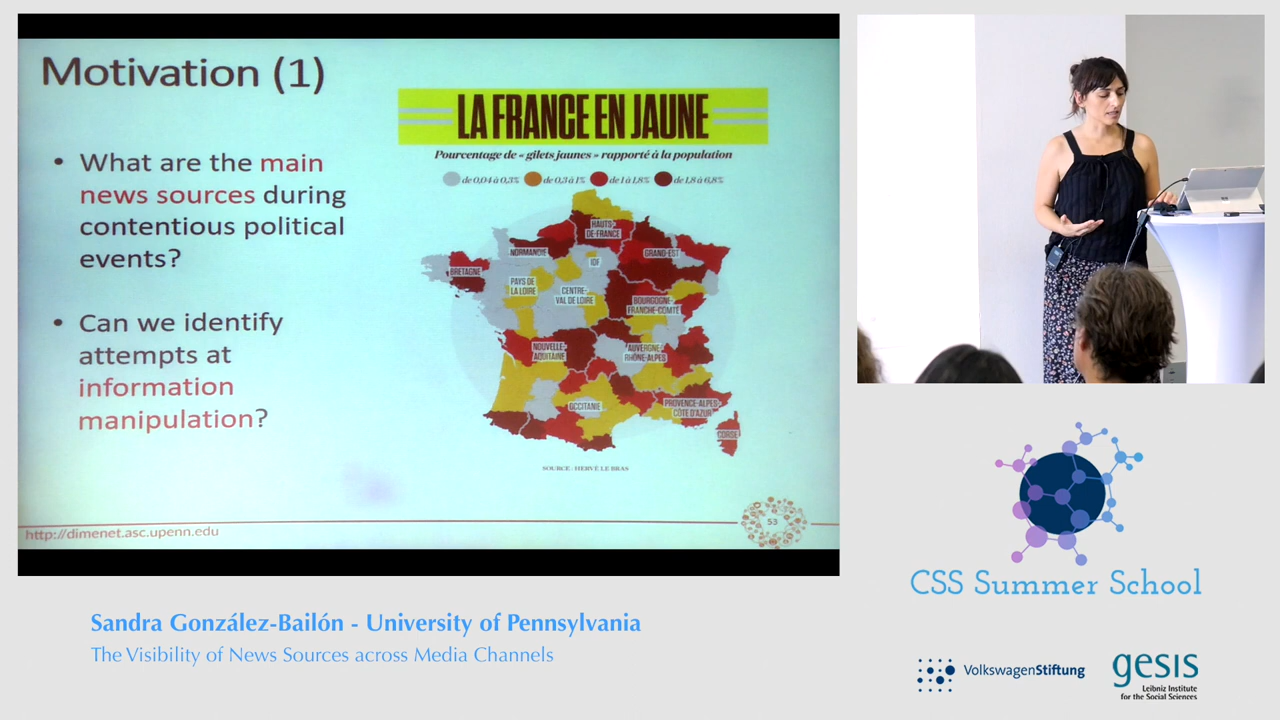 Motivation (1)
• What are the main
news sources during
contentious political
events?
• Can we identify
attempts at
information
manipulation?
LA FRANCE EN JAUNE
Pourcentage de « gilets jaunes » rapporté à la population
de 0,04 à 0,3%
de 0,3 à 1%
de 1 à 1,8%
de 1,8 à 6,8%
HAUTS-
DE-FRANCE
NORMANDIE
IDF
GRAND-EST
BRETAGNE
PAYS DE
LA LOIRE
CENTRE-
VAL DE LOIRE
BOURGOGNE-
FRANCHE-COMTÉ
NOUVELLE-
AQUITAINE
AUVERGNE-
RHÔNE-ALPES
OCCITANIE
PROVENCE-ALPES-
CÔTE D'AZUR
CORSE
SOURCE : HERVÉ LE BRAS
http://dimenet.asc.upenn.edu
53
Sandra González-Bailón - University of Pennsylvania
The Visibility of News Sources across Media Channels
CSS Summer School
VolkswagenStiftung
gesis
Leibniz Institute
for the Social Sciences